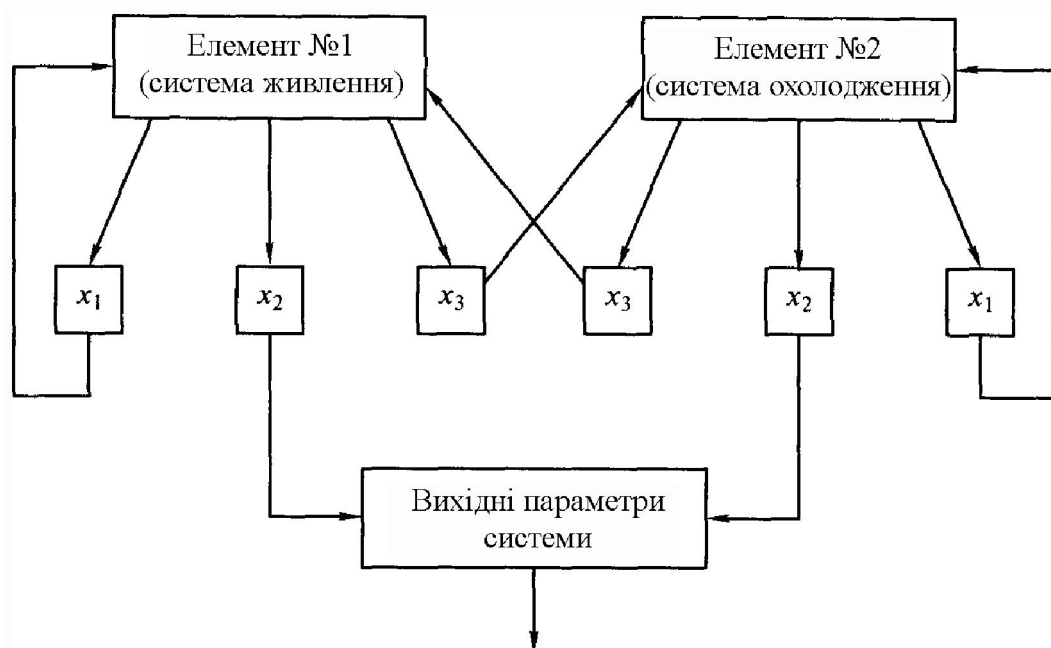 Елемент №1
(система живлення)
Елемент №2
(система охолодження)
x₁
x₂
x₃
x₃
x₂
x₁
Вихідні параметри
системи